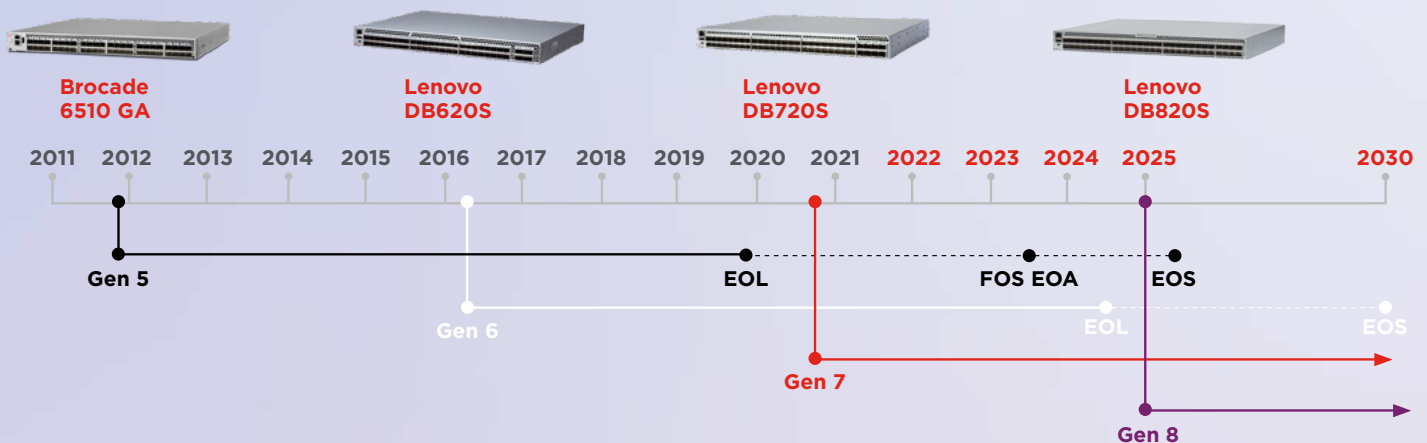 Brocade
6510 GA
Lenovo
DB620S
Lenovo
DB720S
Lenovo
DB820S
2011 2012 2013 2014 2015 2016 2017 2018 2019 2020 2021 2022 2023 2024 2025 2030
Gen 5 EOL FOS EOA EOS
Gen 6 EOL EOS
Gen 7
Gen 8